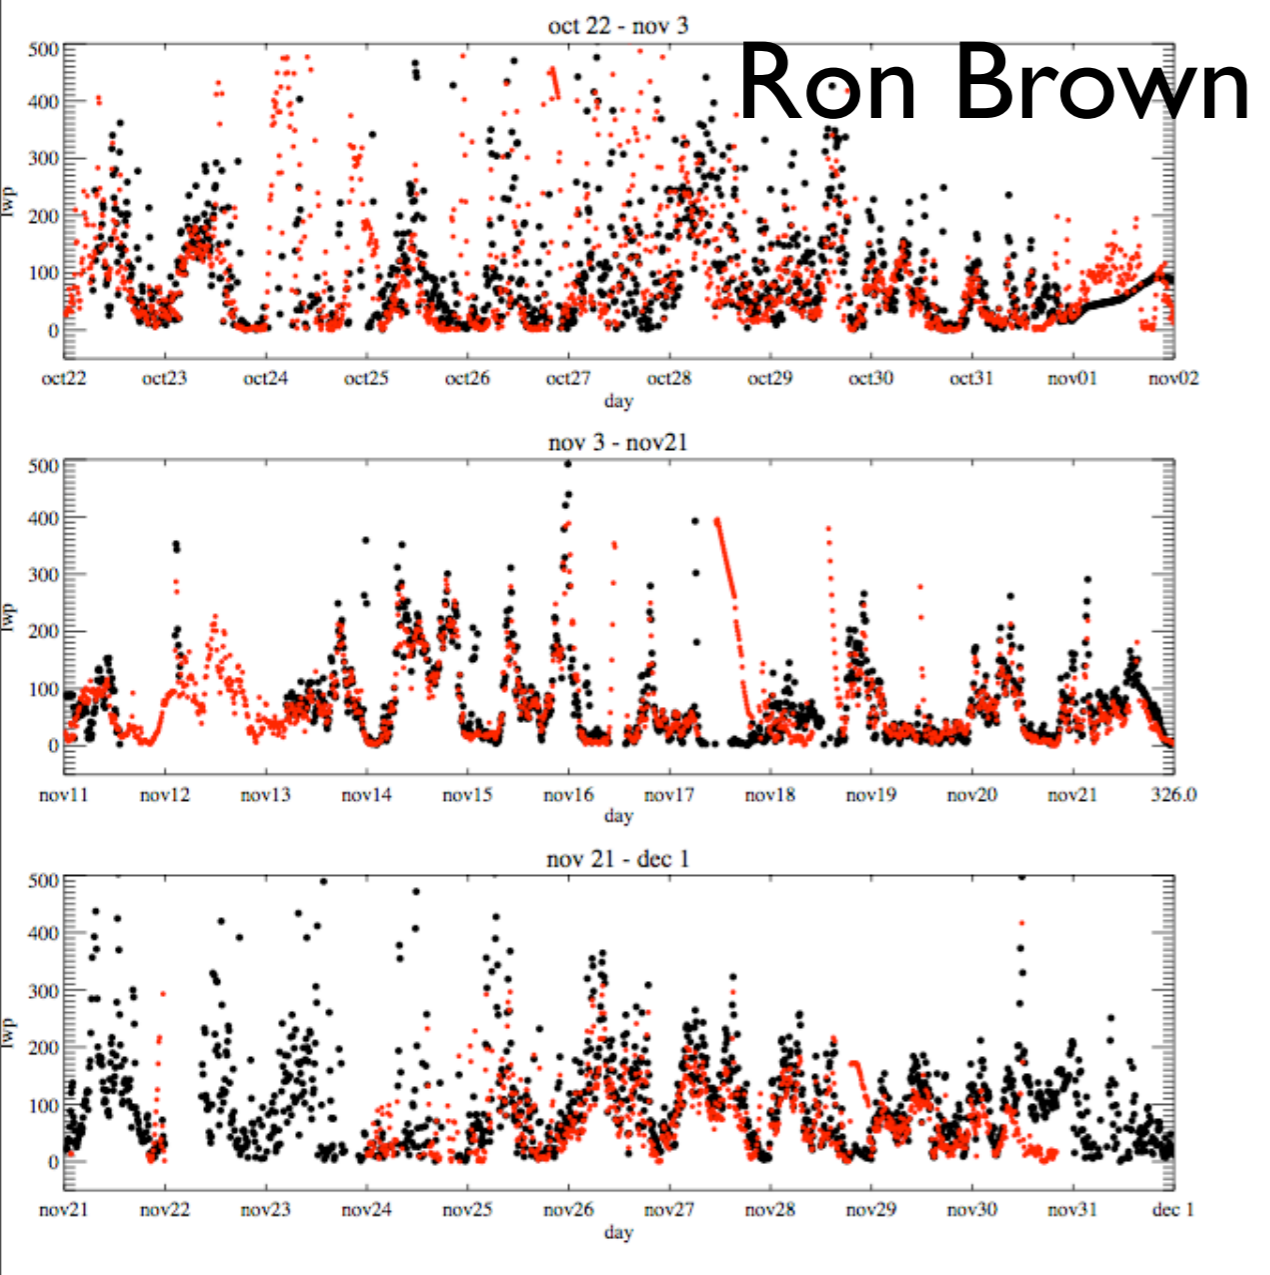 oct 22 - nov 3
Ron Brown
500
400
300
200
100
0
lwp
oct22 oct23 oct24 oct25 oct26 oct27 oct28 oct29 oct30 oct31 nov01 nov02
day
nov 3 - nov21
500
400
300
200
100
0
lwp
nov11 nov12 nov13 nov14 nov15 nov16 nov17 nov18 nov19 nov20 nov21 326.0
day
nov 21 - dec 1
500
400
300
200
100
0
lwp
nov21 nov22 nov23 nov24 nov25 nov26 nov27 nov28 nov29 nov30 nov31 dec 1
day